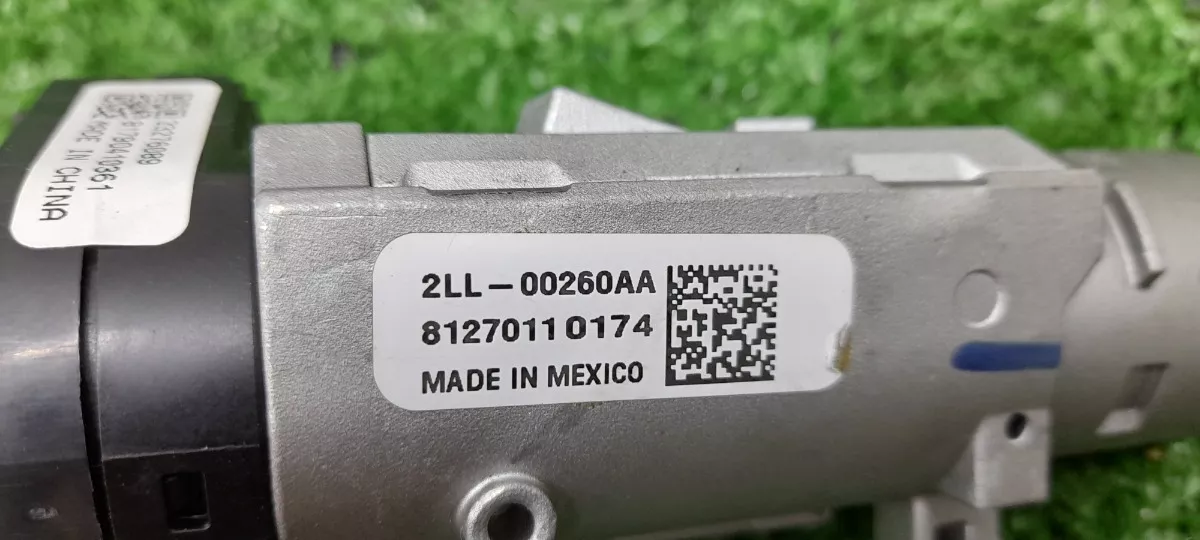 2LL-00260AA
81270110174
MADE IN MEXICO
MADE IN CHINA